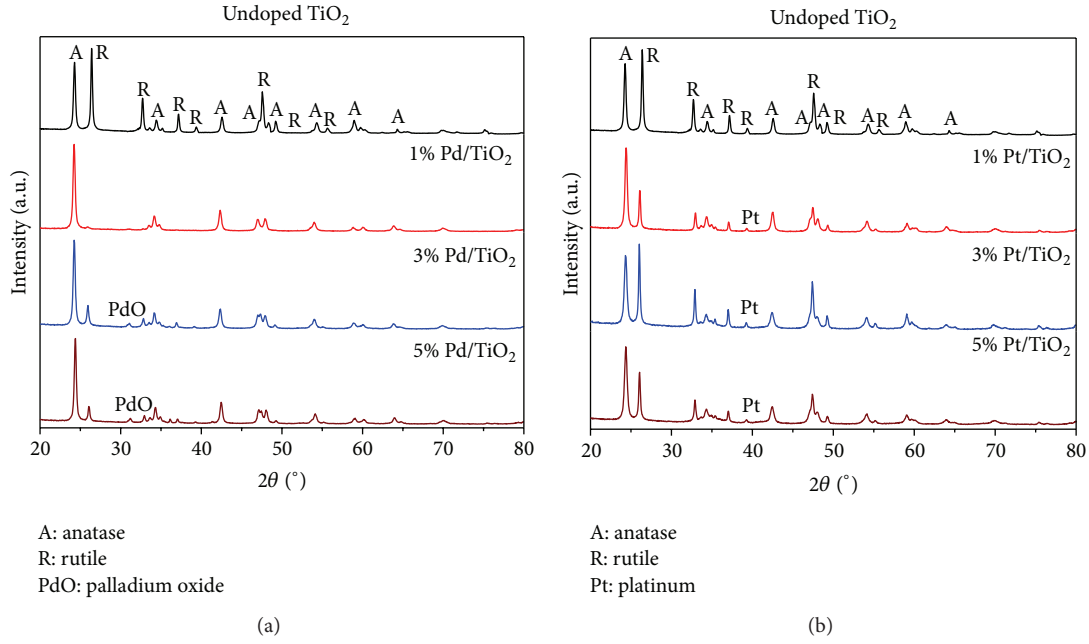 Undoped TiO₂
A
R
R
A
R
R
A
A
R
A
R
A
R
A
A
1% Pd/TiO₂
3% Pd/TiO₂
PdO
5% Pd/TiO₂
PdO
Intensity (a.u.)
20 30 40 50 60 70 80
2θ (°)
A: anatase
R: rutile
PdO: palladium oxide
(a)
Undoped TiO₂
A
R
R
A
R
R
A
A
R
A
R
A
R
A
A
1% Pt/TiO₂
Pt
3% Pt/TiO₂
Pt
5% Pt/TiO₂
Pt
Intensity (a.u.)
20 30 40 50 60 70 80
2θ (°)
A: anatase
R: rutile
Pt: platinum
(b)